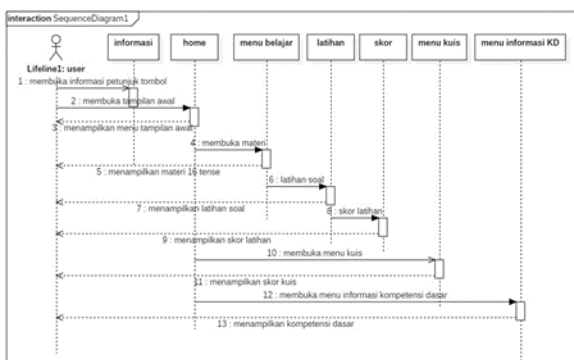 interaction SequenceDiagram1
informasi
home
menu belajar
latihan
skor
menu kuis
menu informasi KD
Lifeline1: user
1 : membuka informasi petunjuk tombol
2 : membuka tampilan awal
3 : menampilkan menu tampilan awal
4 : membuka materi
5 : menampilkan materi 16 tense
6 : latihan soal
7 : menampilkan latihan soal
8 : skor latihan
9 : menampilkan skor latihan
10 : membuka menu kuis
11 : menampilkan skor kuis
12 : membuka menu informasi kompetensi dasar
13 : menampilkan kompetensi dasar